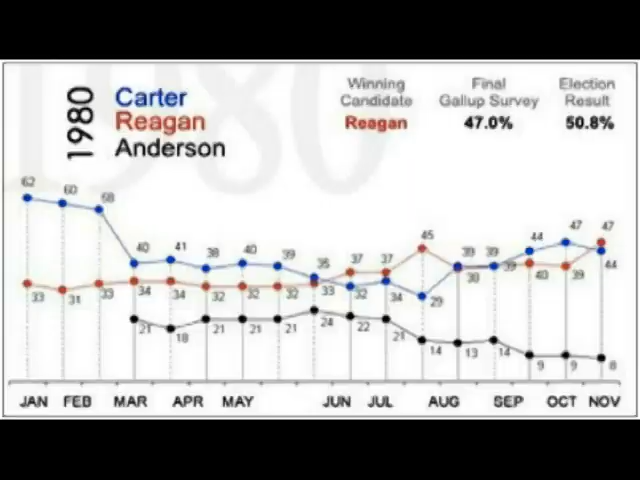 1980
Carter
Reagan
Anderson
Winning Candidate
Reagan
Final Gallup Survey
47.0%
Election Result
50.8%
62 60 58 40 41 38 40 39 35 32 34 29 39 39 44 47 44
33 31 33 34 34 32 32 32 33 37 37 45 39 40 39 47
21 18 21 21 21 24 22 21 14 13 14 9 9 8
JAN FEB MAR APR MAY JUN JUL AUG SEP OCT NOV